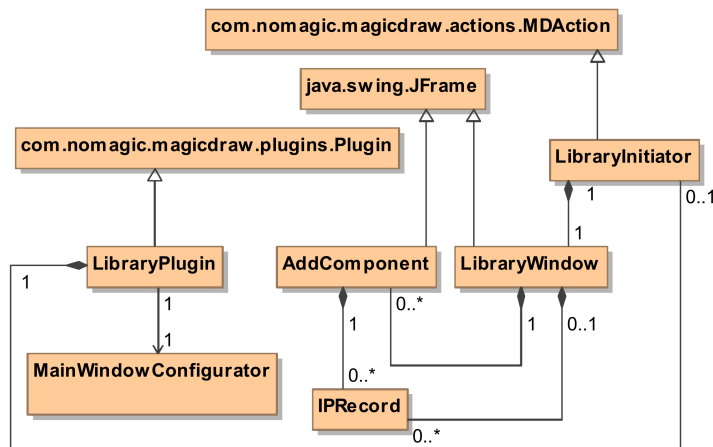 com.nomagic.magicdraw.actions.MDAction
java.swing.JFrame
com.nomagic.magicdraw.plugins.Plugin
LibraryInitiator
1
0..1
1
LibraryPlugin
AddComponent
LibraryWindow
1
1
0..*
1
0..1
1
1
MainWindowConfigurator
0..*
IPRecord
0..*